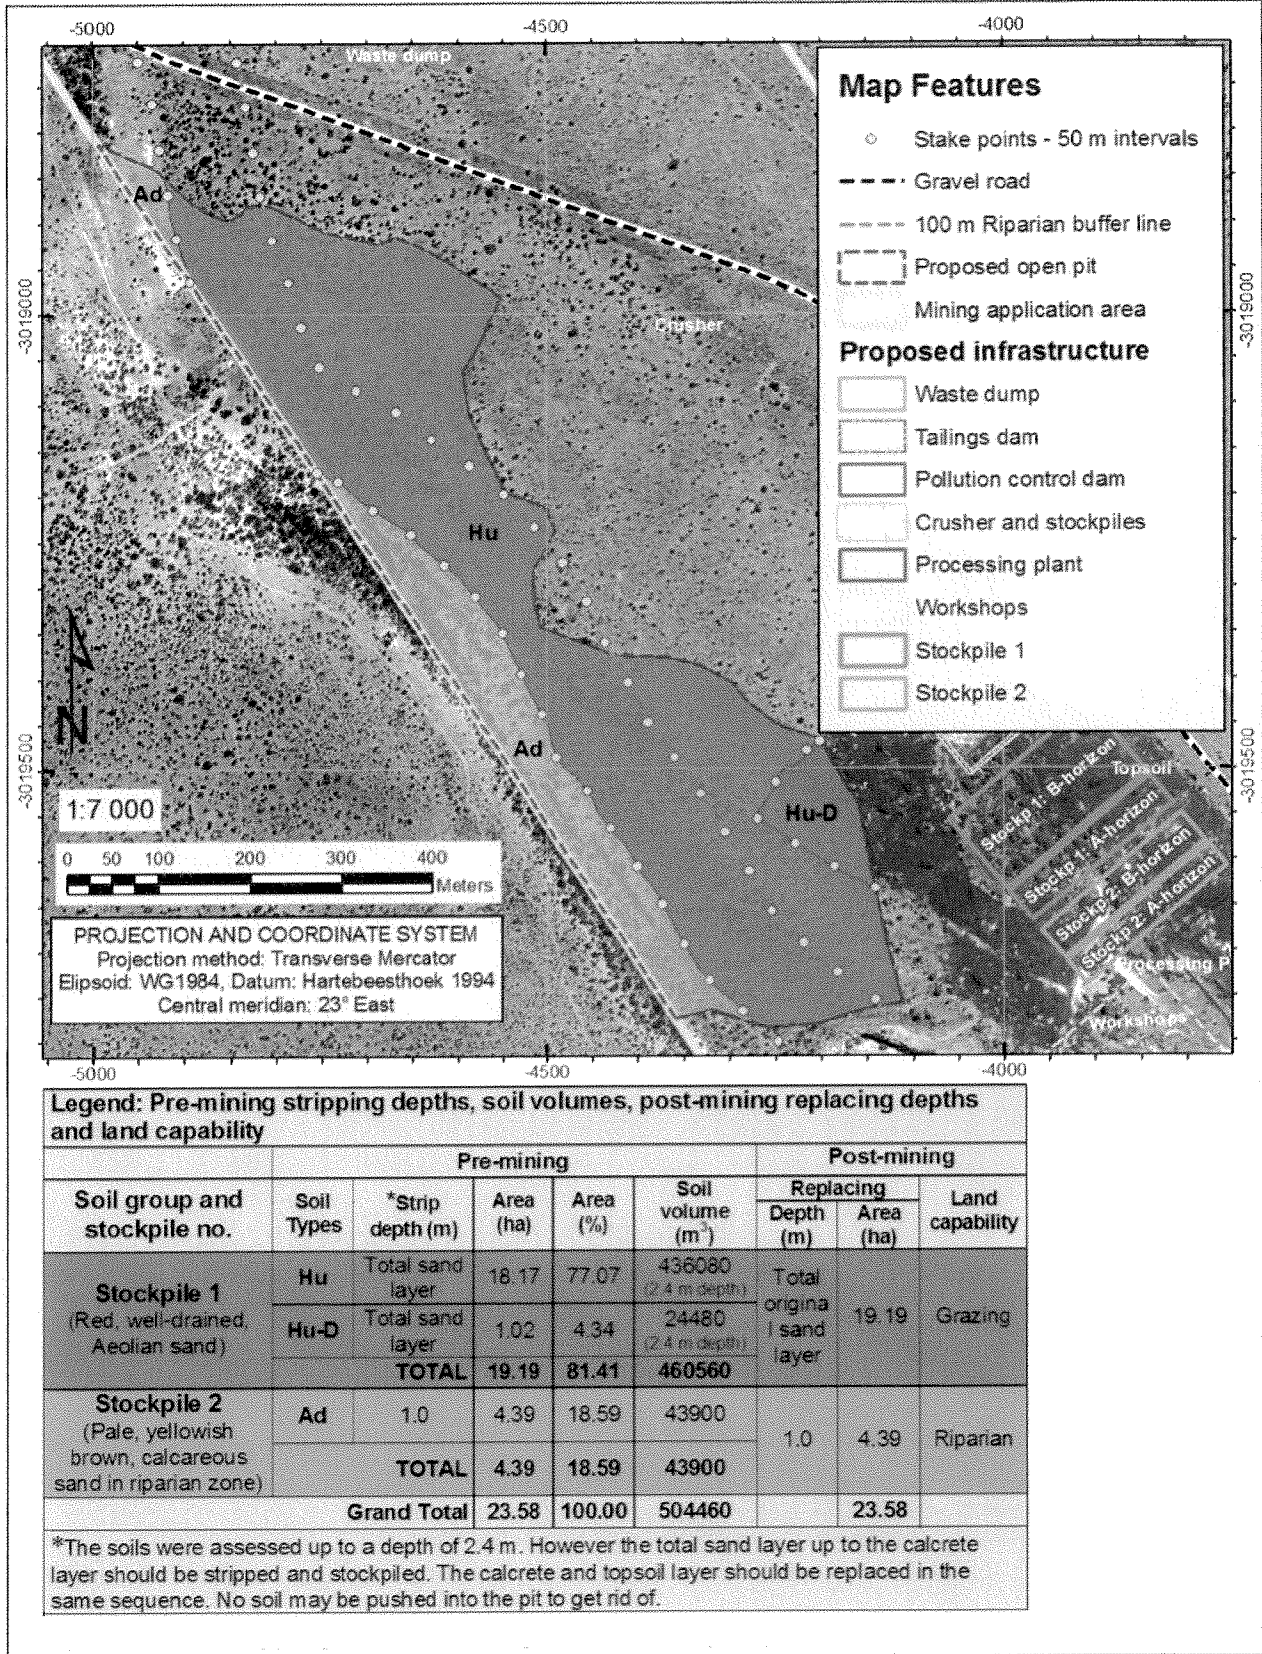 -5000 -4500 -4000
Waste dump
Map Features
Stake points - 50 m intervals
Gravel road
100 m Riparian buffer line
Proposed open pit
Mining application area
Proposed infrastructure
Waste dump
Tailings dam
Pollution control dam
Crusher and stockpiles
Processing plant
Workshops
Stockpile 1
Stockpile 2
Ad
-3019000
-3019000
Crusher
Hu
N
Ad
-3019500
-3019500
Hu-D
Topsoil
Stockp 1: B-horizon
Stockp 1: A-horizon
Stockp 2: B-horizon
Stockp 2: A-horizon
Processing P
Workshops
1:7 000
0 50 100 200 300 400
Meters
PROJECTION AND COORDINATE SYSTEM
Projection method: Transverse Mercator
Elipsoid: WG1984, Datum: Hartebeesthoek 1994
Central meridian: 23° East
-5000 -4500 -4000
Legend: Pre-mining stripping depths, soil volumes, post-mining replacing depths
and land capability
Pre-mining Post-mining
Soil group and stockpile no. Soil Types *Strip depth (m) Area (ha) Area (%) Soil volume (m³) Replacing Depth (m) Area (ha) Land capability
Stockpile 1
(Red, well-drained,
Aeolian sand)
Hu Total sand layer 18.17 77.07 436080 (2.4 m depth)
Hu-D Total sand layer 1.02 4.34 24480 (2.4 m depth)
TOTAL 19.19 81.41 460560
Total
origina
l sand
layer
19.19 Grazing
Stockpile 2
(Pale, yellowish
brown, calcareous
sand in riparian zone)
Ad 1.0 4.39 18.59 43900
TOTAL 4.39 18.59 43900
1.0 4.39 Riparian
Grand Total 23.58 100.00 504460 23.58
*The soils were assessed up to a depth of 2.4 m. However the total sand layer up to the calcrete
layer should be stripped and stockpiled. The calcrete and topsoil layer should be replaced in the
same sequence. No soil may be pushed into the pit to get rid of.